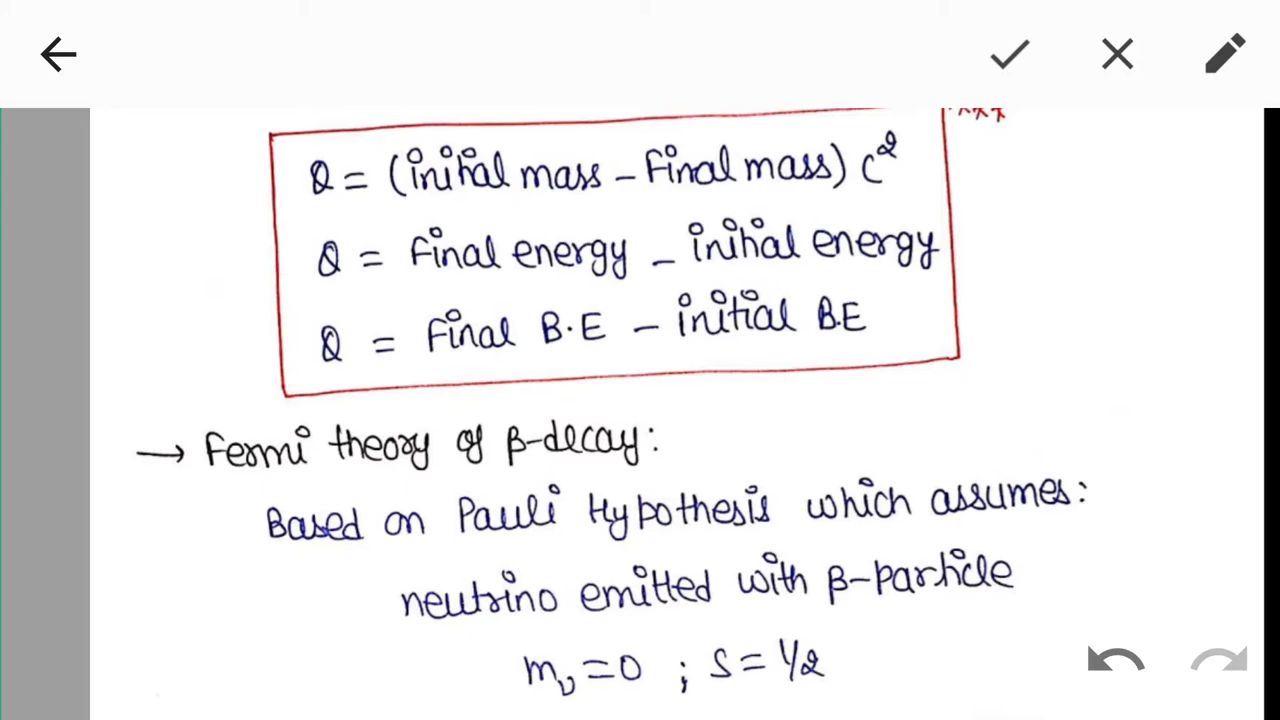 Q = (initial mass – Final mass) c²
Q = Final energy – initial energy
Q = Final B.E – initial B.E
→ Fermi theory of β-decay:
Based on Pauli Hypothesis which assumes:
neutrino emitted with β-particle
mν = 0 ; s = 1/2